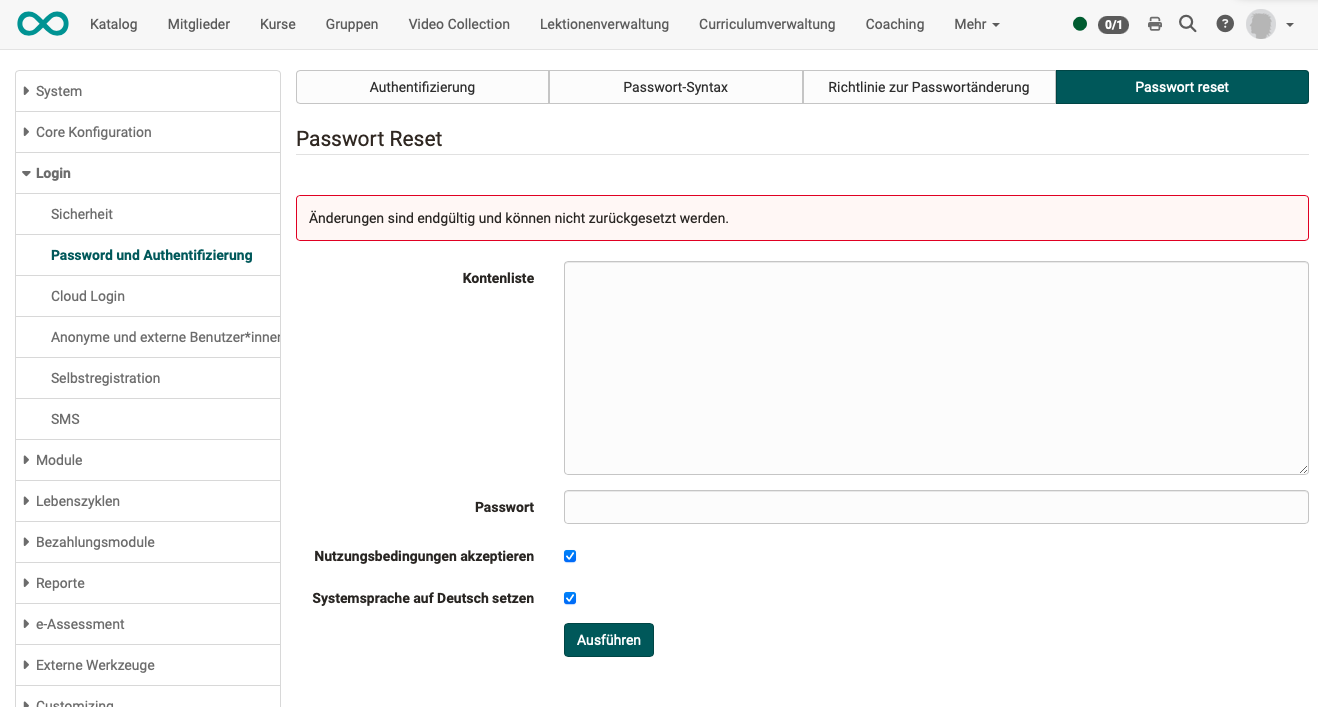 Katalog Mitglieder Kurse Gruppen Video Collection Lektionenverwaltung Curriculumverwaltung Coaching Mehr 0/1 ?
System
Core Konfiguration
Login
Sicherheit
Password und Authentifizierung
Cloud Login
Anonyme und externe Benutzer*innen
Selbstregistration
SMS
Module
Lebenszyklen
Bezahlungsmodule
Reporte
e-Assessment
Externe Werkzeuge
Customizing
Authentifizierung Passwort-Syntax Richtlinie zur Passwortänderung Passwort reset
Passwort Reset
Änderungen sind endgültig und können nicht zurückgesetzt werden.
Kontenliste
Passwort
Nutzungsbedingungen akzeptieren
Systemsprache auf Deutsch setzen
Ausführen